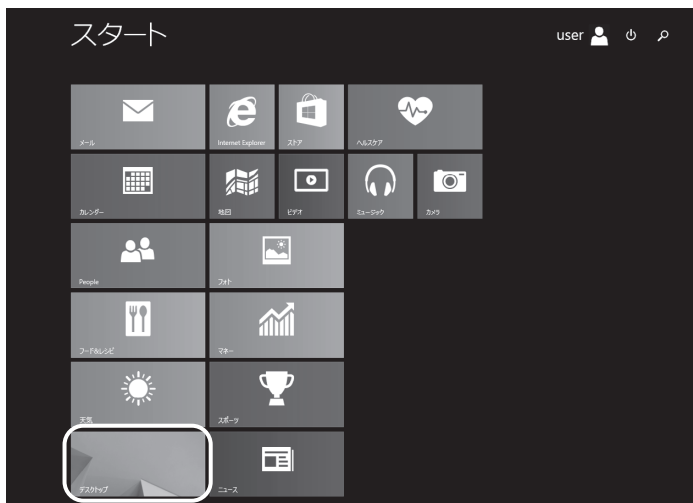 スタート
user
メール
Internet Explorer
ストア
ヘルスケア
カレンダー
地図
ビデオ
ミュージック
カメラ
People
フォト
フード&レシピ
マネー
天気
スポーツ
デスクトップ
ニュース